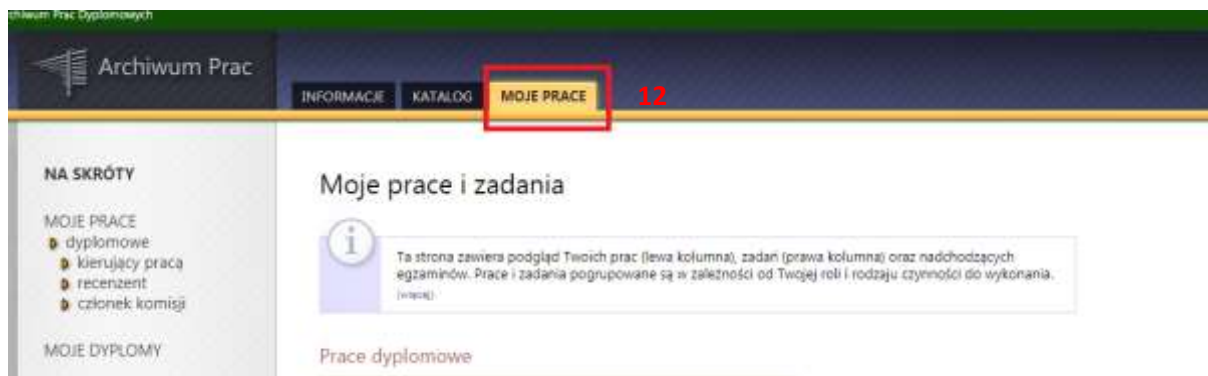 Archiwum Prac Dyplomowych
Archiwum Prac
INFORMACJE KATALOG MOJE PRACE 12
NA SKRÓTY
MOJE PRACE
dyplomowe
kierujący pracą
recenzent
członek komisji
MOJE DYPLOMY
Moje prace i zadania
i
Ta strona zawiera podgląd Twoich prac (lewa kolumna), zadań (prawa kolumna) oraz nadchodzących
egzaminów. Prace i zadania pogrupowane są w zależności od Twojej roli i rodzaju czynności do wykonania.
(więcej)
Prace dyplomowe